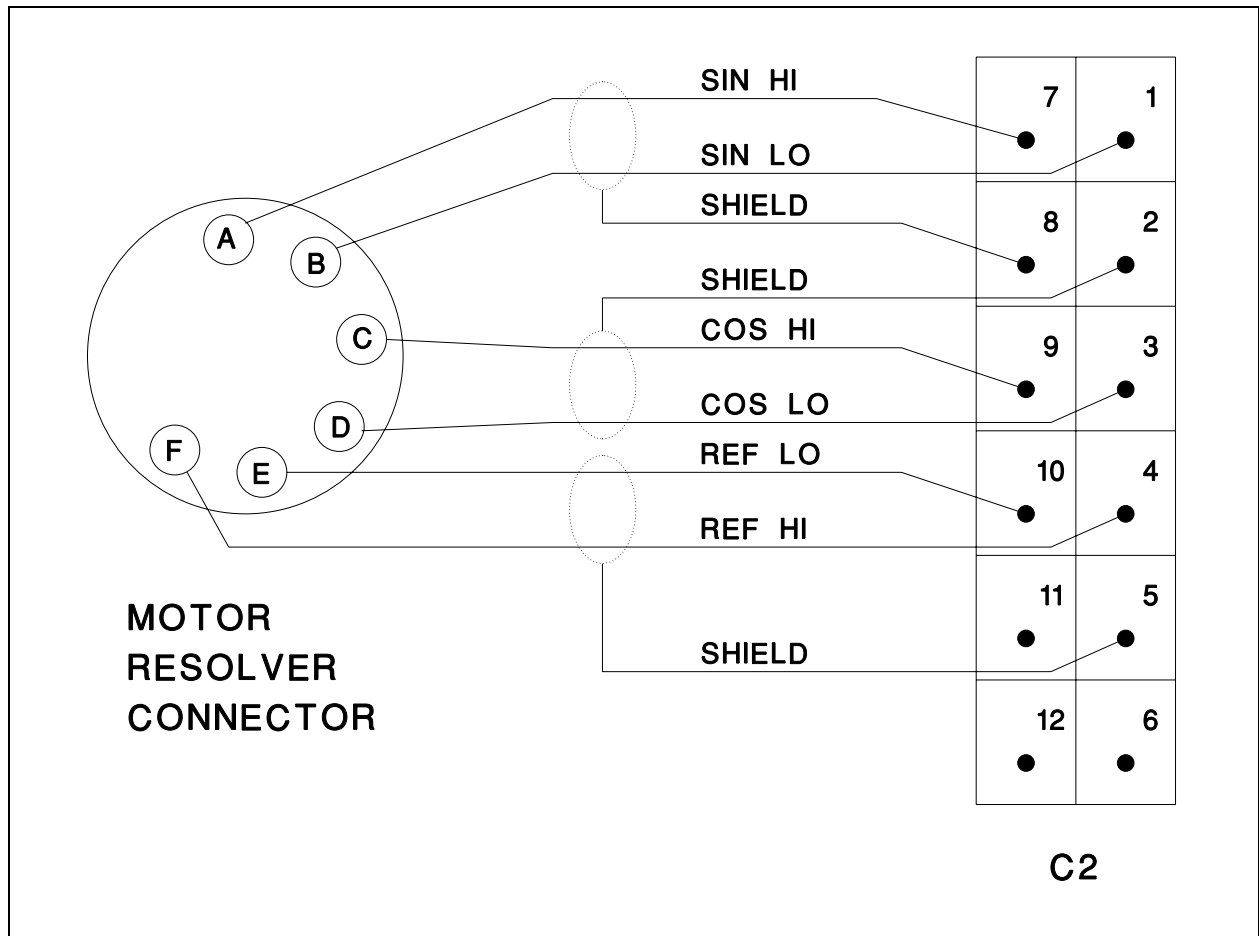 SIN HI
7 1
SIN LO
SHIELD
8 2
A
B
SHIELD
C
COS HI
9 3
COS LO
D
REF LO
F
E
10 4
REF HI
11 5
MOTOR
SHIELD
RESOLVER
CONNECTOR
12 6
C2